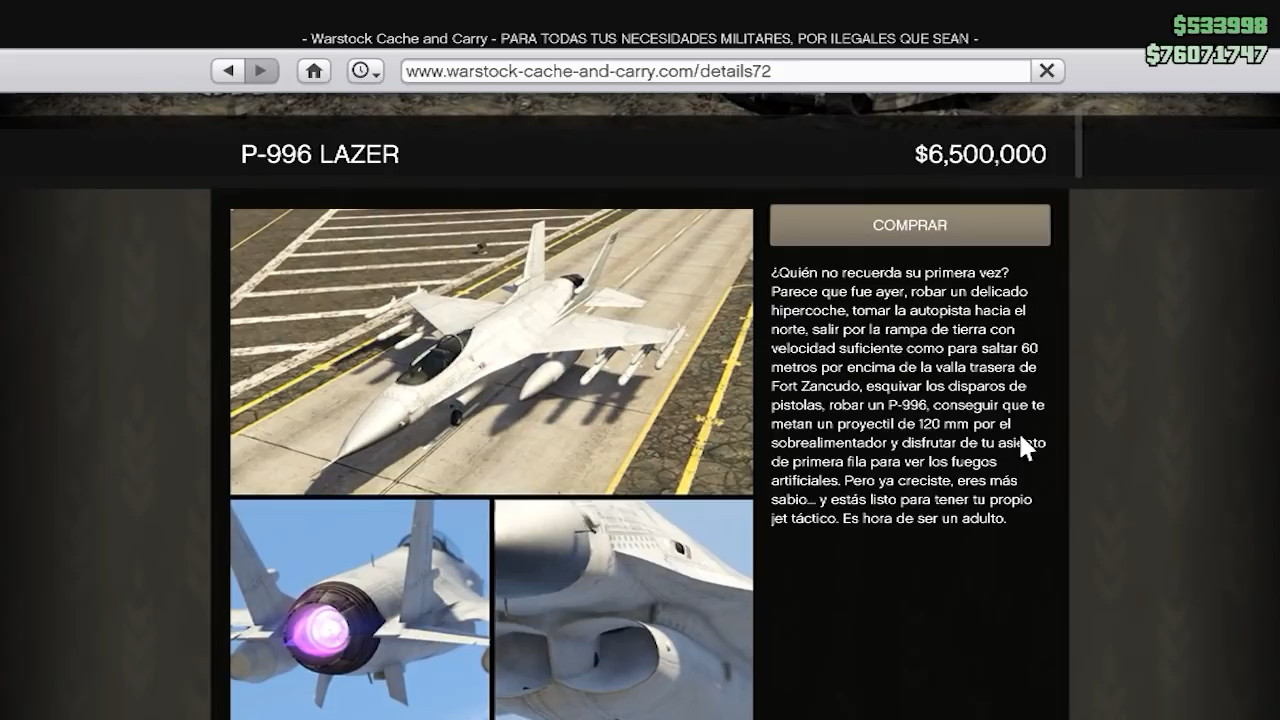 $533998
- Warstock Cache and Carry - PARA TODAS TUS NECESIDADES MILITARES, POR ILEGALES QUE SEAN -
$76071747
www.warstock-cache-and-carry.com/details72
P-996 LAZER
$6,500,000
COMPRAR
¿Quién no recuerda su primera vez?
Parece que fue ayer, robar un delicado
hipercoche, tomar la autopista hacia el
norte, salir por la rampa de tierra con
velocidad suficiente como para saltar 60
metros por encima de la valla trasera de
Fort Zancudo, esquivar los disparos de
pistolas, robar un P-996, conseguir que te
metan un proyectil de 120 mm por el
sobrealimentador y disfrutar de tu asiento
de primera fila para ver los fuegos
artificiales. Pero ya creciste, eres más
sabio... y estás listo para tener tu propio
jet táctico. Es hora de ser un adulto.